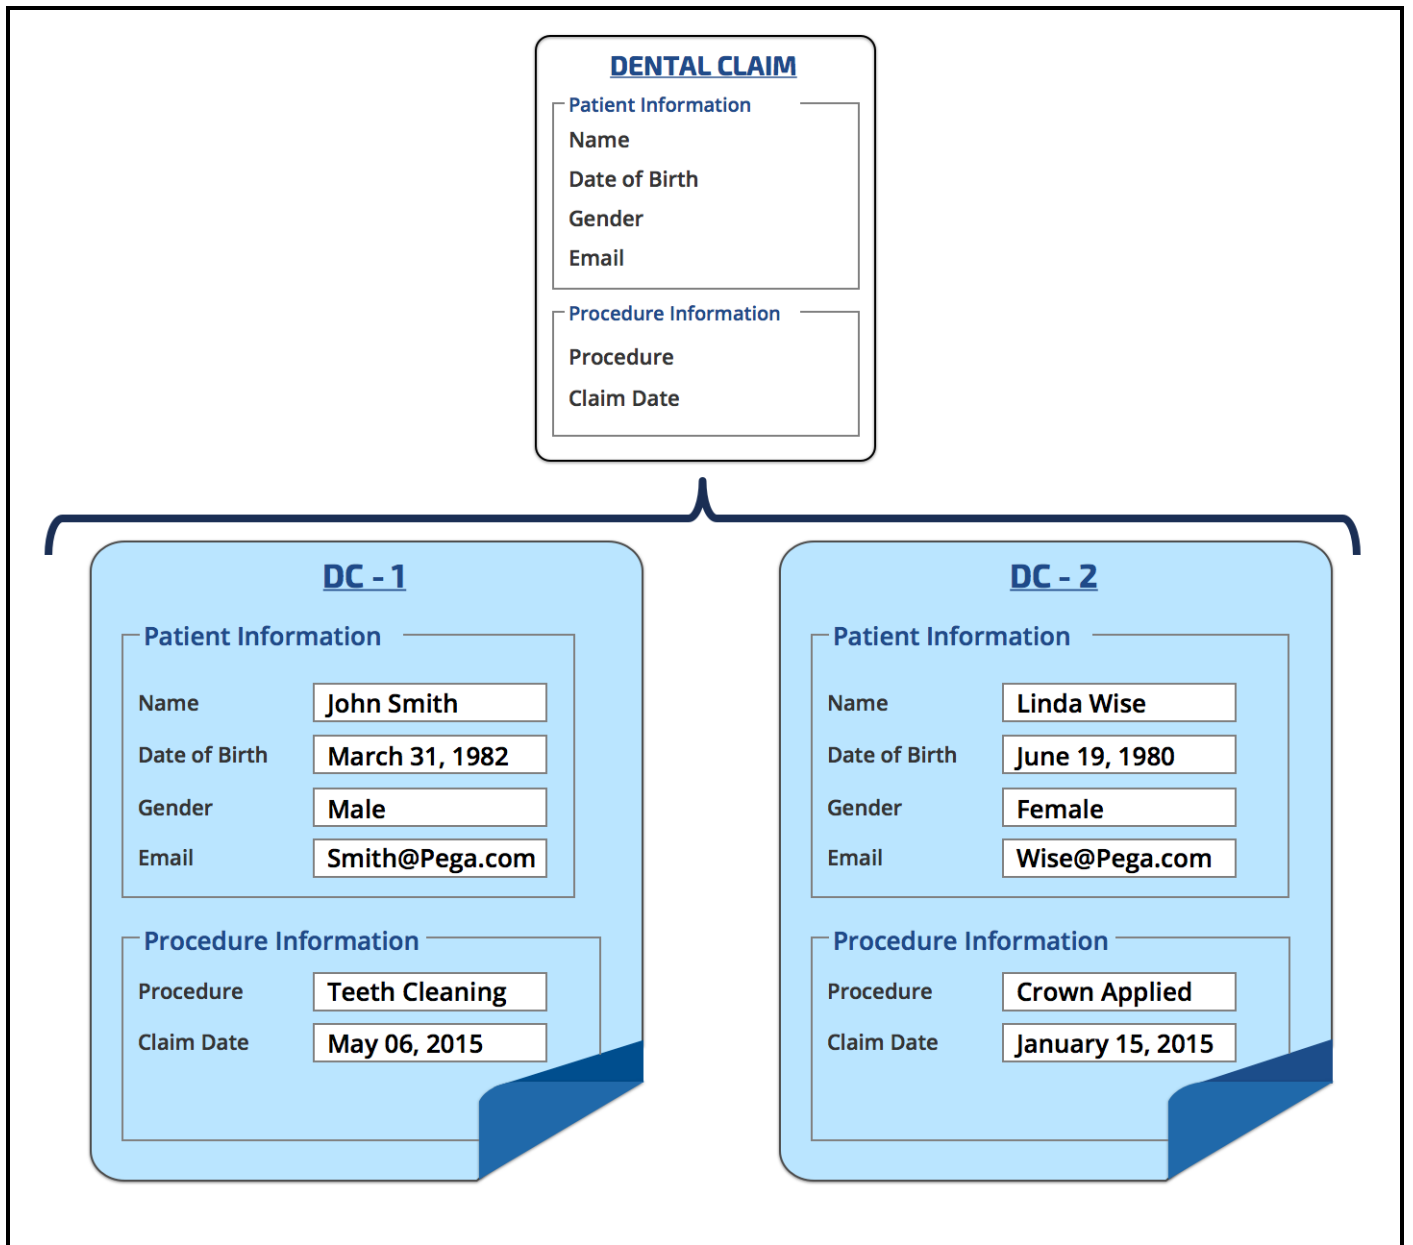 DENTAL CLAIM
Patient Information
Name
Date of Birth
Gender
Email
Procedure Information
Procedure
Claim Date
DC - 1
Patient Information
Name John Smith
Date of Birth March 31, 1982
Gender Male
Email Smith@Pega.com
Procedure Information
Procedure Teeth Cleaning
Claim Date May 06, 2015
DC - 2
Patient Information
Name Linda Wise
Date of Birth June 19, 1980
Gender Female
Email Wise@Pega.com
Procedure Information
Procedure Crown Applied
Claim Date January 15, 2015